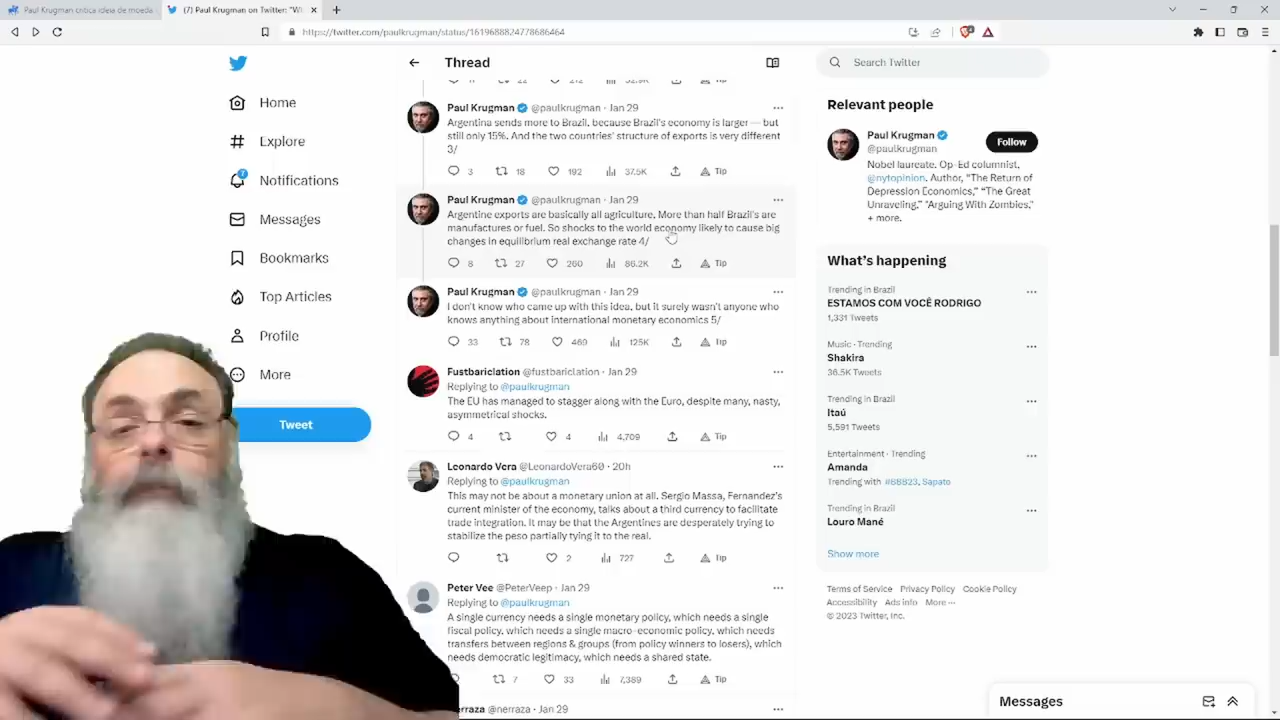 Paul Krugman critica ideia de moeda
(7) Paul Krugman on Twitter: "W
https://twitter.com/paulkrugman/status/1619688824778686464
Home
Explore
7
Notifications
Messages
Bookmarks
Top Articles
Profile
More
Tweet
Thread
Paul Krugman @paulkrugman · Jan 29
Argentina sends more to Brazil, because Brazil's economy is larger — but
still only 15%. And the two countries' structure of exports is very different
3/
3 18 192 37.5K Tip
Paul Krugman @paulkrugman · Jan 29
Argentine exports are basically all agriculture. More than half Brazil's are
manufactures or fuel. So shocks to the world economy likely to cause big
changes in equilibrium real exchange rate 4/
8 27 260 86.2K Tip
Paul Krugman @paulkrugman · Jan 29
I don't know who came up with this idea, but it surely wasn't anyone who
knows anything about international monetary economics 5/
33 78 469 125K Tip
Fustbariclation @fustbariclation · Jan 29
Replying to @paulkrugman
The EU has managed to stagger along with the Euro, despite many, nasty,
asymmetrical shocks.
4 4 4,709 Tip
Leonardo Vera @LeonardoVera60 · 20h
Replying to @paulkrugman
This may not be about a monetary union at all. Sergio Massa, Fernandez's
current minister of the economy, talks about a third currency to facilitate
trade integration. It may be that the Argentines are desperately trying to
stabilize the peso partially tying it to the real.
2 727 Tip
Peter Vee @PeterVeep · Jan 29
Replying to @paulkrugman
A single currency needs a single monetary policy, which needs a single
fiscal policy, which needs a single macro-economic policy, which needs
transfers between regions & groups (from policy winners to losers), which
needs democratic legitimacy, which needs a shared state.
7 33 7,389 Tip
erraza @nerraza · Jan 29
Search Twitter
Relevant people
Paul Krugman
@paulkrugman
Follow
Nobel laureate. Op-Ed columnist,
@nytopinion. Author, "The Return of
Depression Economics," "The Great
Unraveling," "Arguing With Zombies,"
+ more.
What's happening
Trending in Brazil
ESTAMOS COM VOCÊ RODRIGO
1,331 Tweets
Music · Trending
Shakira
36.5K Tweets
Trending in Brazil
Itaú
5,591 Tweets
Entertainment · Trending
Amanda
Trending with #BBB23, Sapato
Trending in Brazil
Louro Mané
Show more
Terms of Service Privacy Policy Cookie Policy
Accessibility Ads info More ···
© 2023 Twitter, Inc.
Messages